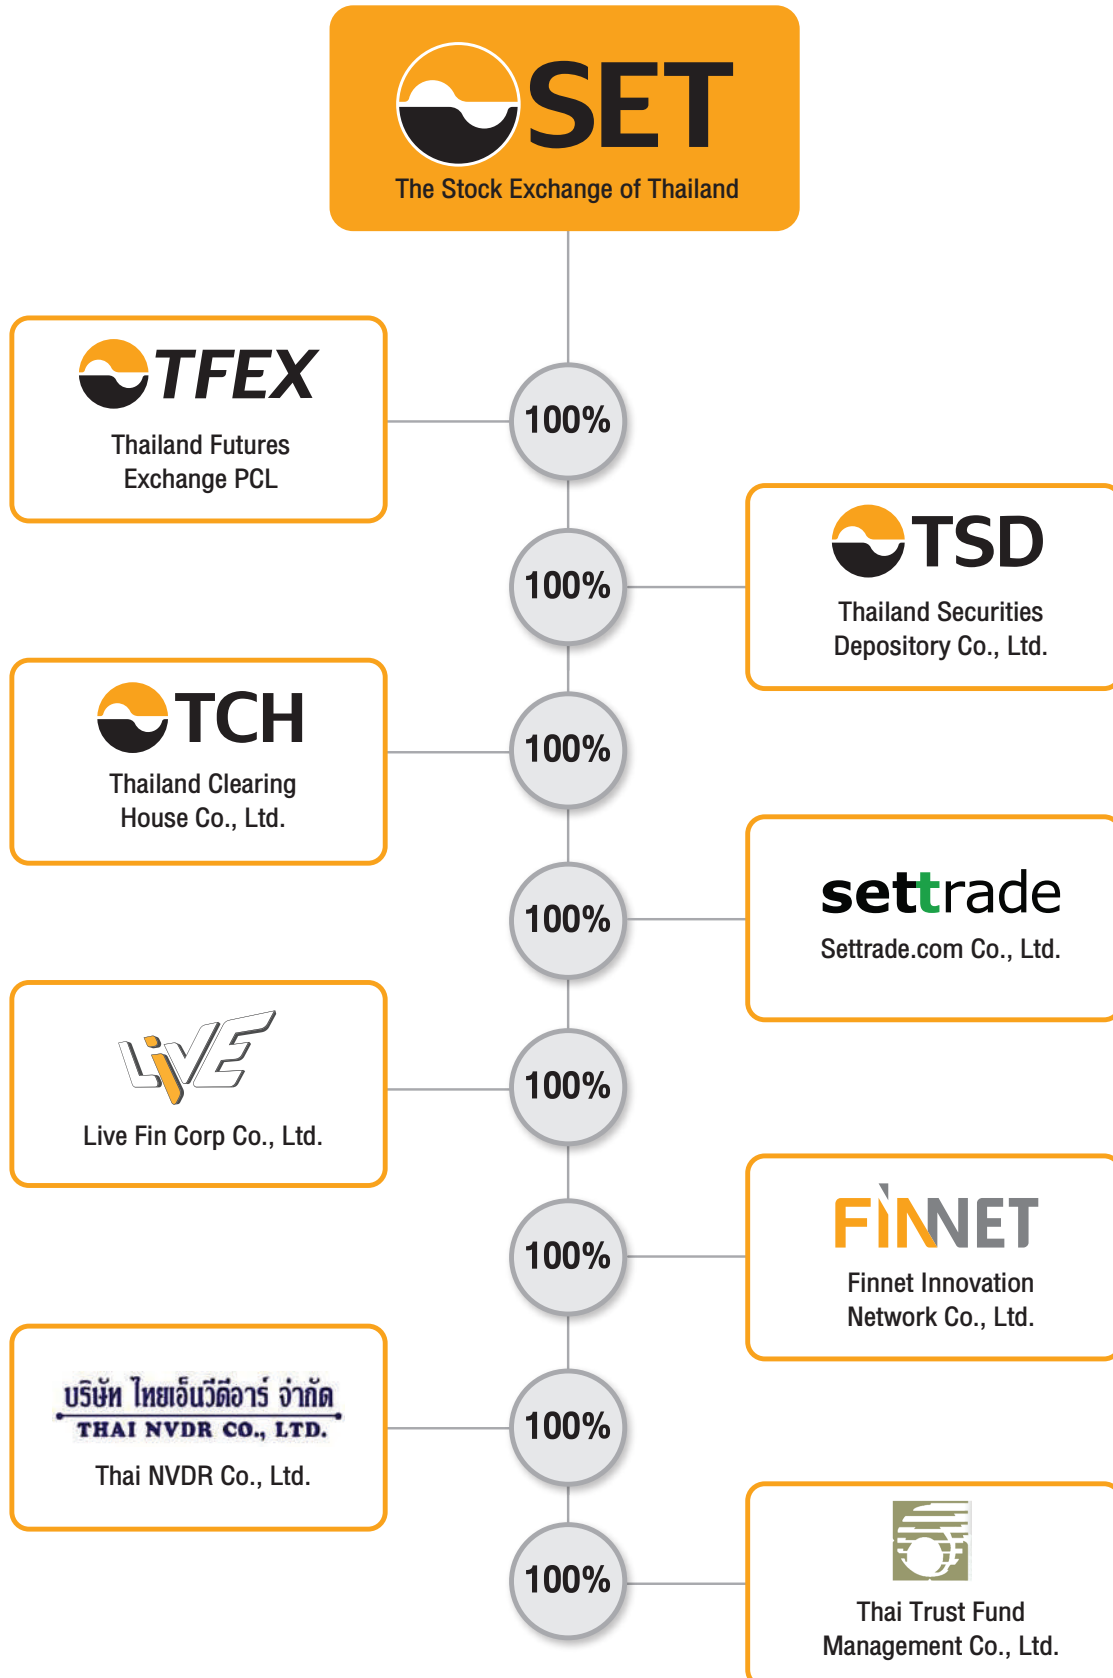 SET
The Stock Exchange of Thailand
TFEX
Thailand Futures
Exchange PCL
100%
100%
TSD
Thailand Securities
Depository Co., Ltd.
TCH
Thailand Clearing
House Co., Ltd.
100%
100%
settrade
Settrade.com Co., Ltd.
LiVE
Live Fin Corp Co., Ltd.
100%
100%
FINNET
Finnet Innovation
Network Co., Ltd.
บริษัท ไทยเอ็นวีดีอาร์ จำกัด
THAI NVDR CO., LTD.
Thai NVDR Co., Ltd.
100%
100%
Thai Trust Fund
Management Co., Ltd.